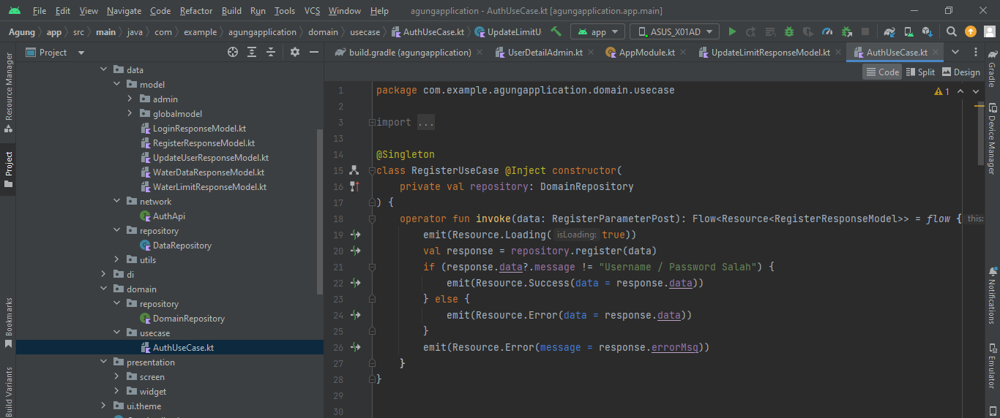 File Edit View Navigate Code Refactor Build Run Tools VCS Window Help agungapplication - AuthUseCase.kt [agungapplication.app.main]
Agung app src main java com example agungapplication domain usecase AuthUseCase.kt UpdateLimitU app ASUS_X01AD
Project build.gradle (agungapplication) UserDetailAdmin.kt AppModule.kt UpdateLimitResponseModel.kt AuthUseCase.kt
Code Split Design
Resource Manager
Project
Bookmarks
Build Variants
data
model
admin
globalmodel
LoginResponseModel.kt
RegisterResponseModel.kt
UpdateUserResponseModel.kt
WaterDataResponseModel.kt
WaterLimitResponseModel.kt
network
AuthApi
repository
DataRepository
utils
di
domain
repository
DomainRepository
usecase
AuthUseCase.kt
presentation
screen
widget
ui.theme
1 package com.example.agungapplication.domain.usecase
2
3 import ...
13
14 @Singleton
15 class RegisterUseCase @Inject constructor(
16 private val repository: DomainRepository
17 ) {
18 operator fun invoke(data: RegisterParameterPost): Flow<Resource<RegisterResponseModel>> = flow { this:
19 emit(Resource.Loading( isLoading: true))
20 val response = repository.register(data)
21 if (response.data?.message != "Username / Password Salah") {
22 emit(Resource.Success(data = response.data))
23 } else {
24 emit(Resource.Error(data = response.data))
25 }
26 emit(Resource.Error(message = response.errorMsg))
27 }
28 }
29
30
1
Gradle
Device Manager
Notifications
Emulator